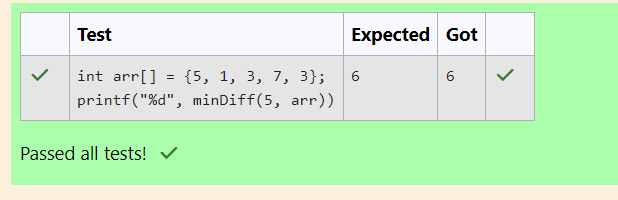 Test Expected Got
int arr[] = {5, 1, 3, 7, 3}; 6 6
printf("%d", minDiff(5, arr))
Passed all tests!